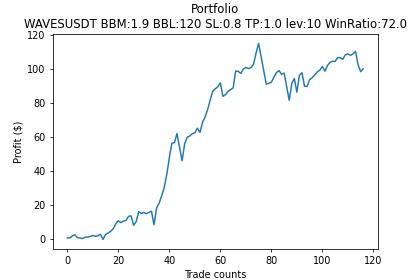 Portfolio
WAVESUSDT BBM:1.9 BBL:120 SL:0.8 TP:1.0 lev:10 WinRatio:72.0
120
100
80
60
40
20
0
Profit ($)
0 20 40 60 80 100 120
Trade counts